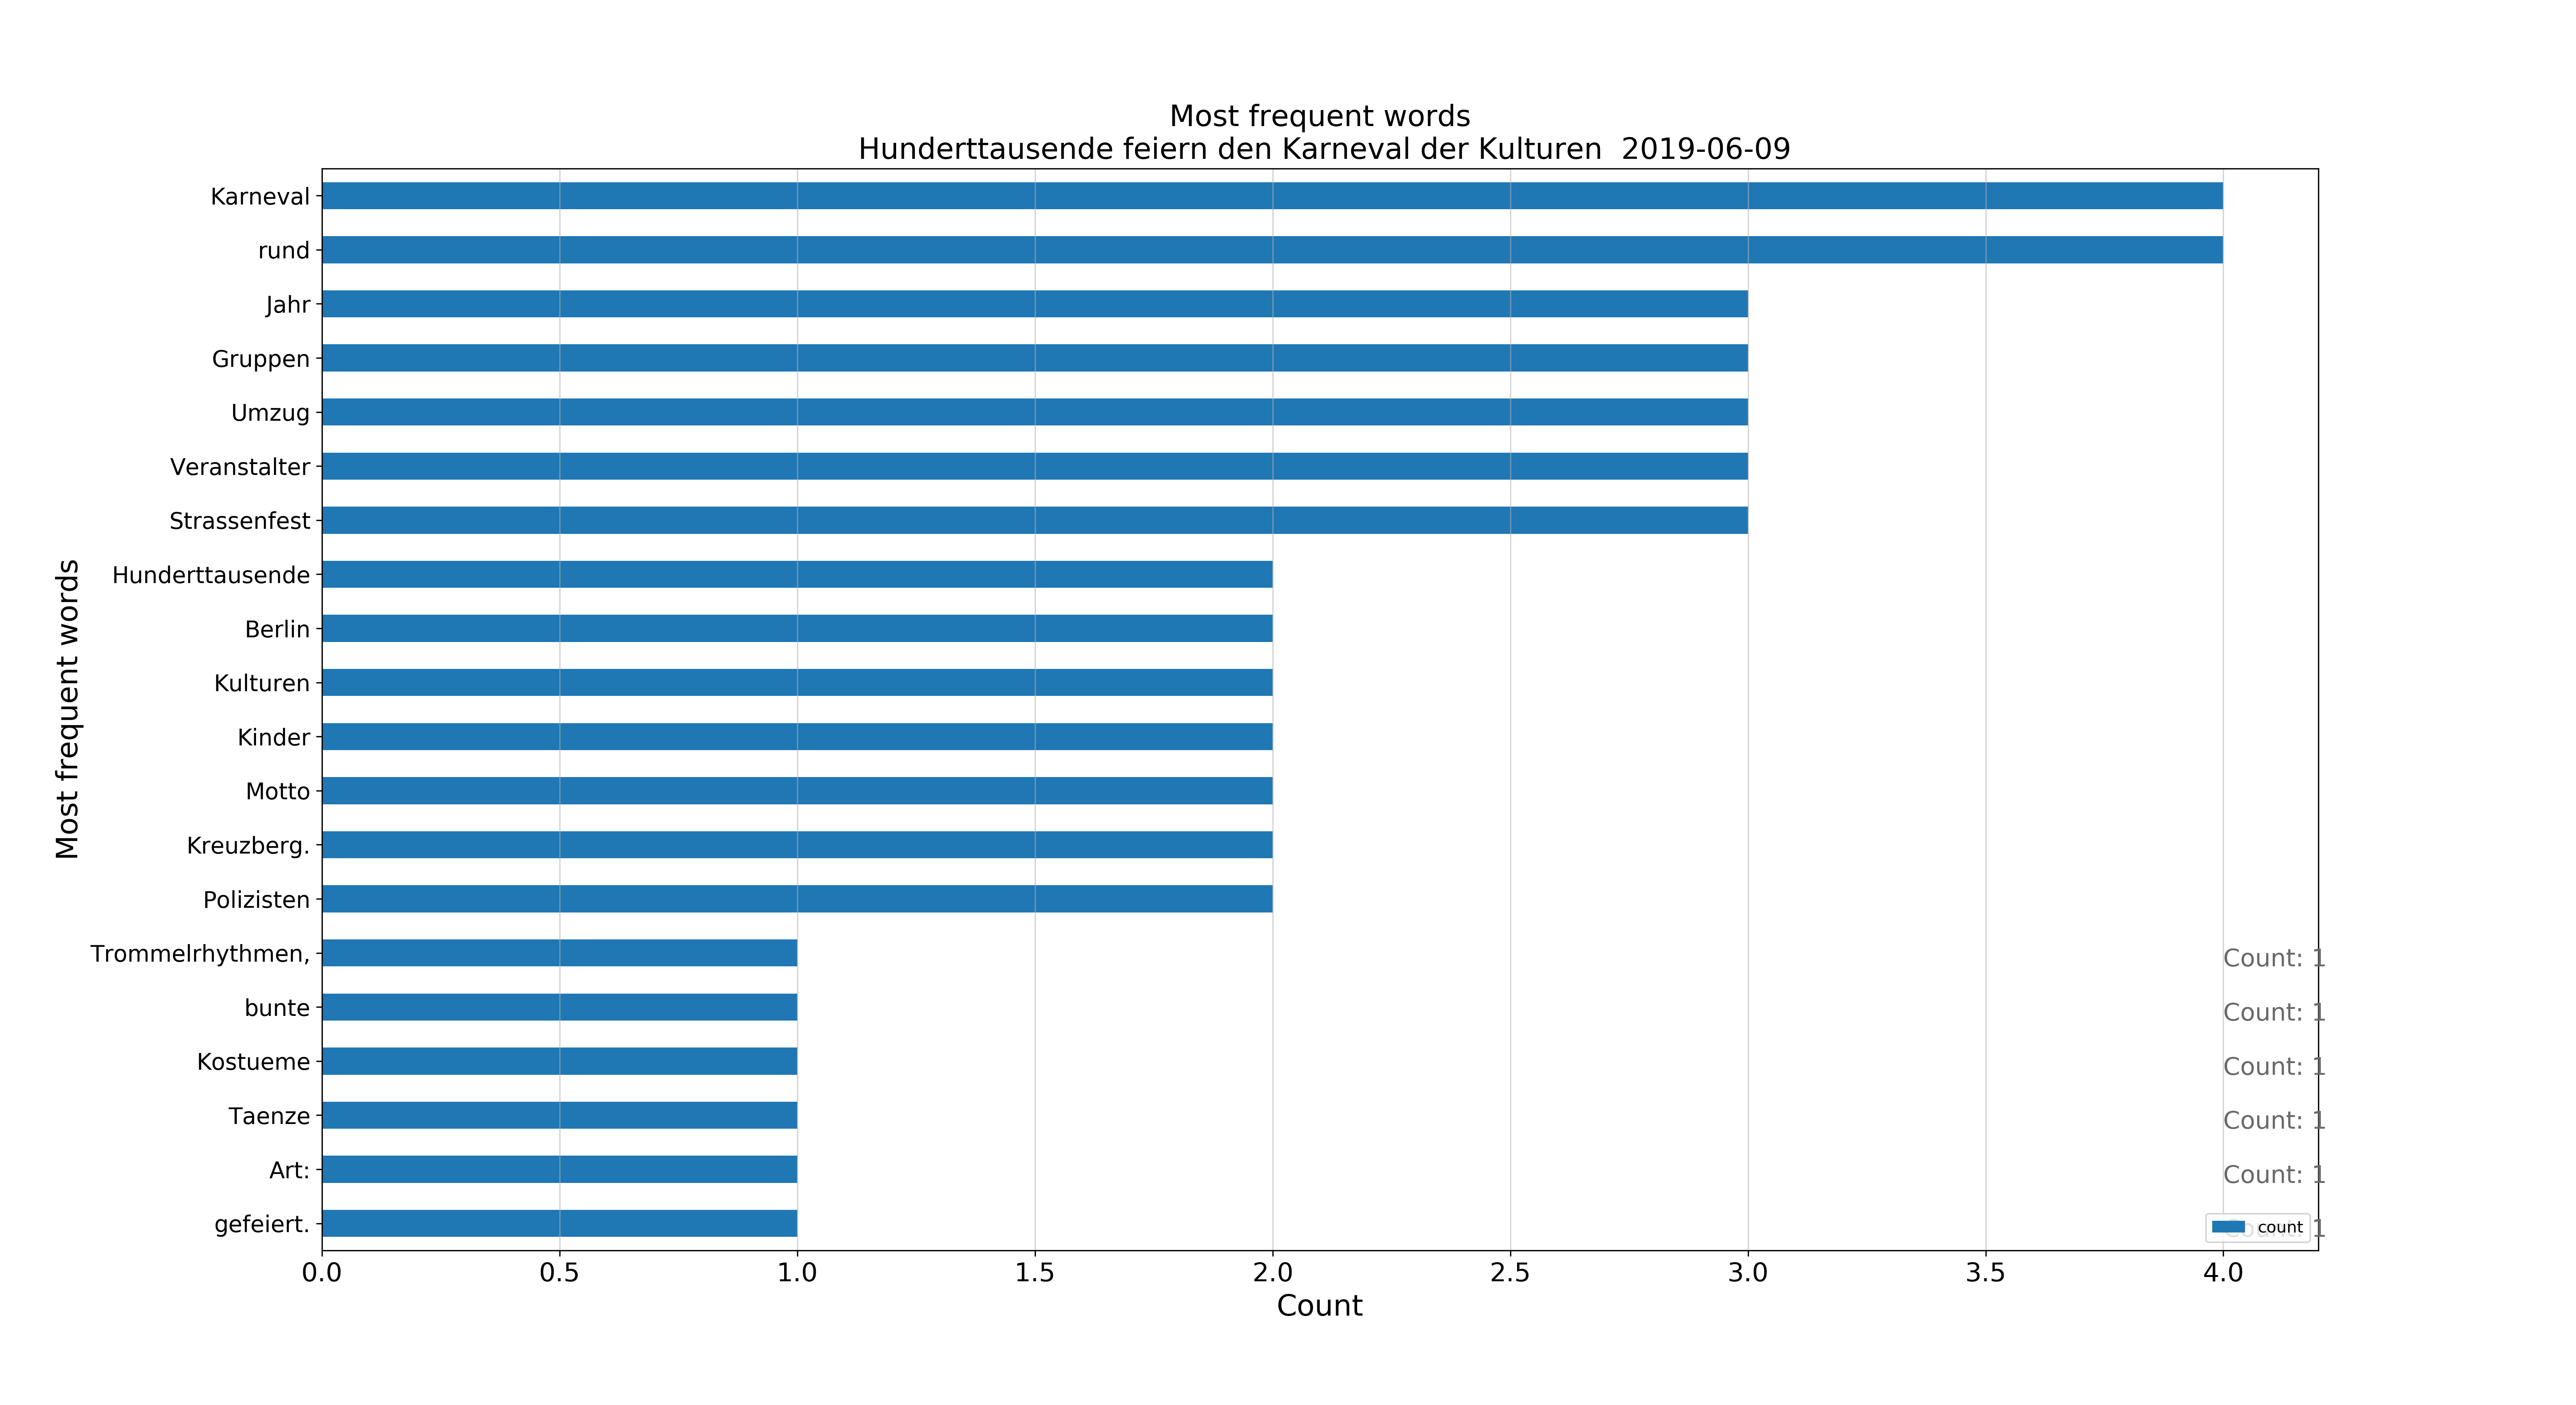 Most frequent words
Hunderttausende feiern den Karneval der Kulturen  2019-06-09
Most frequent words
Karneval
rund
Jahr
Gruppen
Umzug
Veranstalter
Strassenfest
Hunderttausende
Berlin
Kulturen
Kinder
Motto
Kreuzberg.
Polizisten
Trommelrhythmen,
Count: 1
bunte
Count: 1
Kostueme
Count: 1
Taenze
Count: 1
Art:
Count: 1
gefeiert.
Count: 1
count
0.0 0.5 1.0 1.5 2.0 2.5 3.0 3.5 4.0
Count